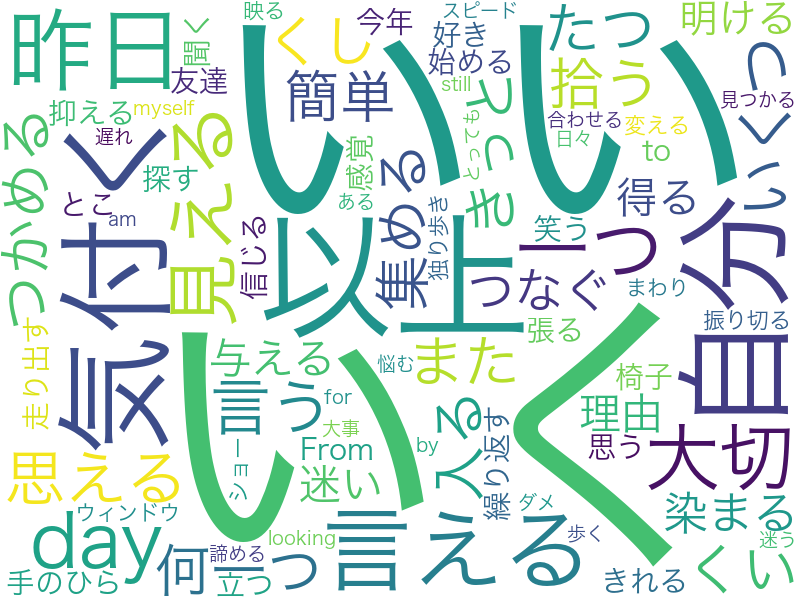 映る
スピード
昨日
聞く
くし
今年
好き
たつ
明ける
友達
簡単
始める
拾う
いい
見つかる
抑える
myself
still
きっと
とっても
合わせる
変える
遅れ
見える
感覚
集める
日々
to
いくつ
つかめる
探す
とこ
am
気付く
信じる
ある
独り歩き
以上
笑う
得る
自分
一つ
つなぐ
まわり
走り出す
与える
また
張る
振り切る
いく
悩む
椅子
言う
for
大事
入る
理由
思う
大切
思える
ショー
From
by
迷い
繰り返す
染まる
ウィンドウ
day
looking
ダメ
歩く
迷う
手のひら
何一つ
諦める
立つ
言える
きれる
くい